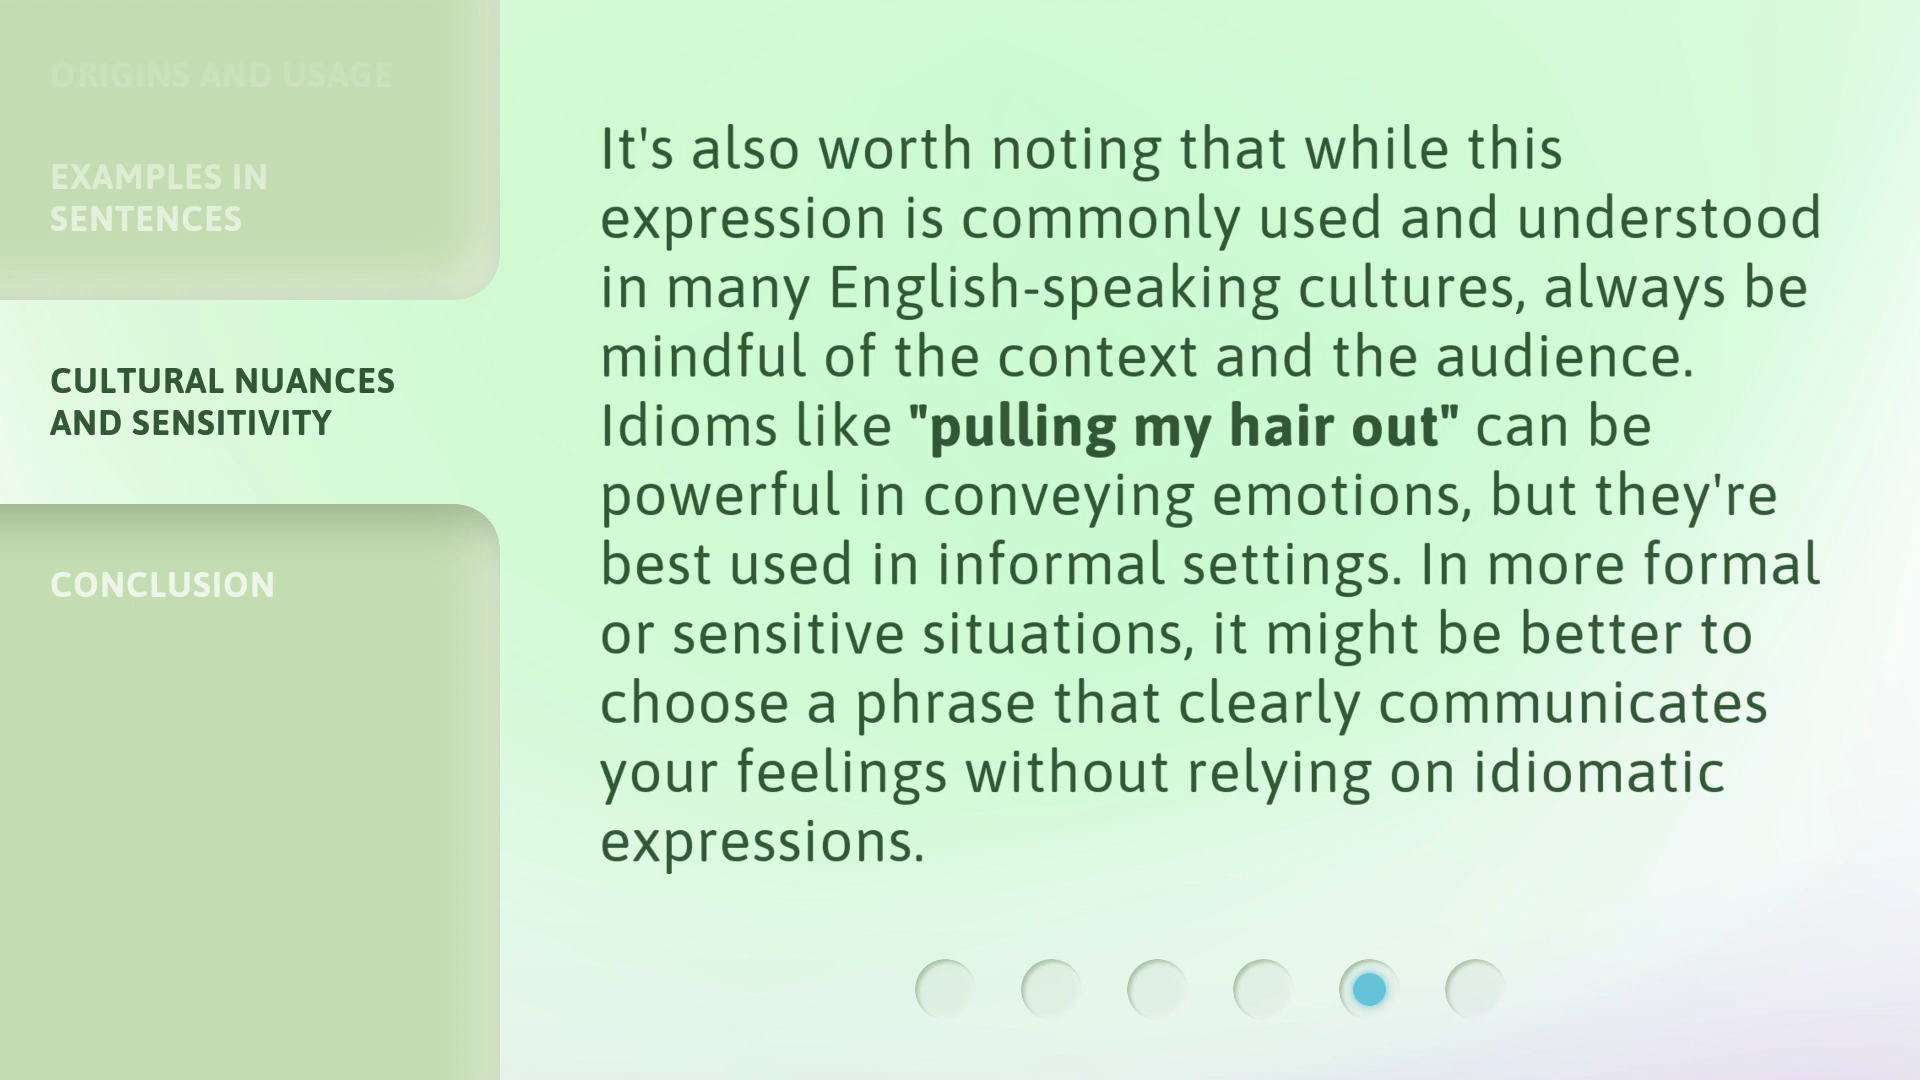 ORIGINS AND USAGE
EXAMPLES IN
SENTENCES
CULTURAL NUANCES
AND SENSITIVITY
CONCLUSION
It's also worth noting that while this
expression is commonly used and understood
in many English-speaking cultures, always be
mindful of the context and the audience.
Idioms like "pulling my hair out" can be
powerful in conveying emotions, but they're
best used in informal settings. In more formal
or sensitive situations, it might be better to
choose a phrase that clearly communicates
your feelings without relying on idiomatic
expressions.